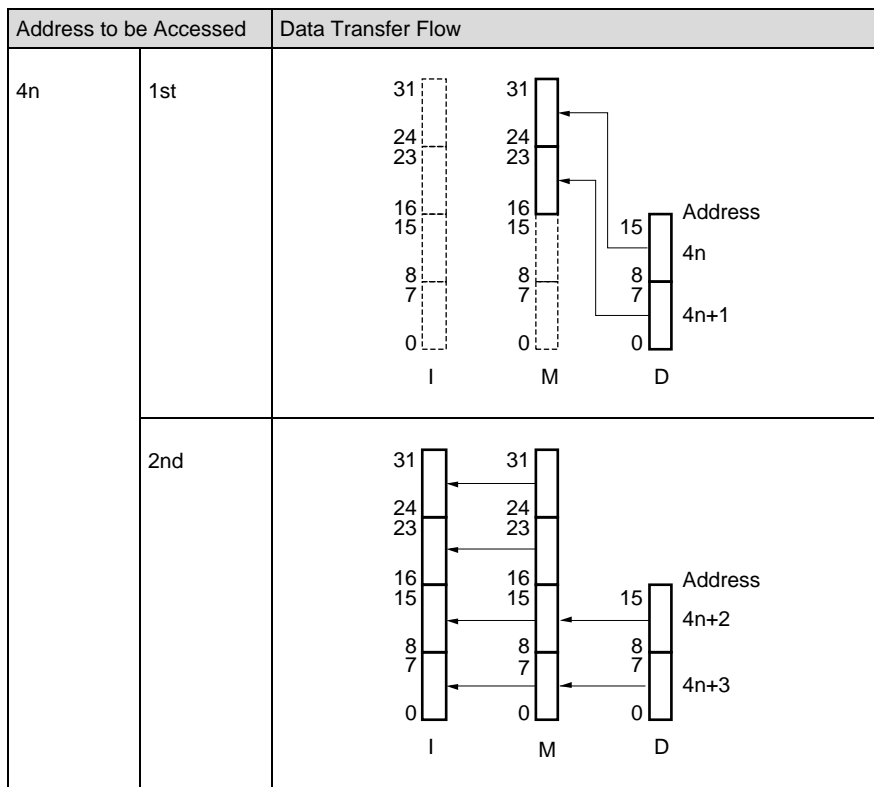 Address to be Accessed Data Transfer Flow
4n 1st
31 31
24 24
23 23
16 16 Address
15 15 15 4n
8 8 8
7 7 7 4n+1
0 0 0
I M D
2nd
31 31
24 24
23 23
16 16 Address
15 15 15 4n+2
8 8 8
7 7 7 4n+3
0 0 0
I M D